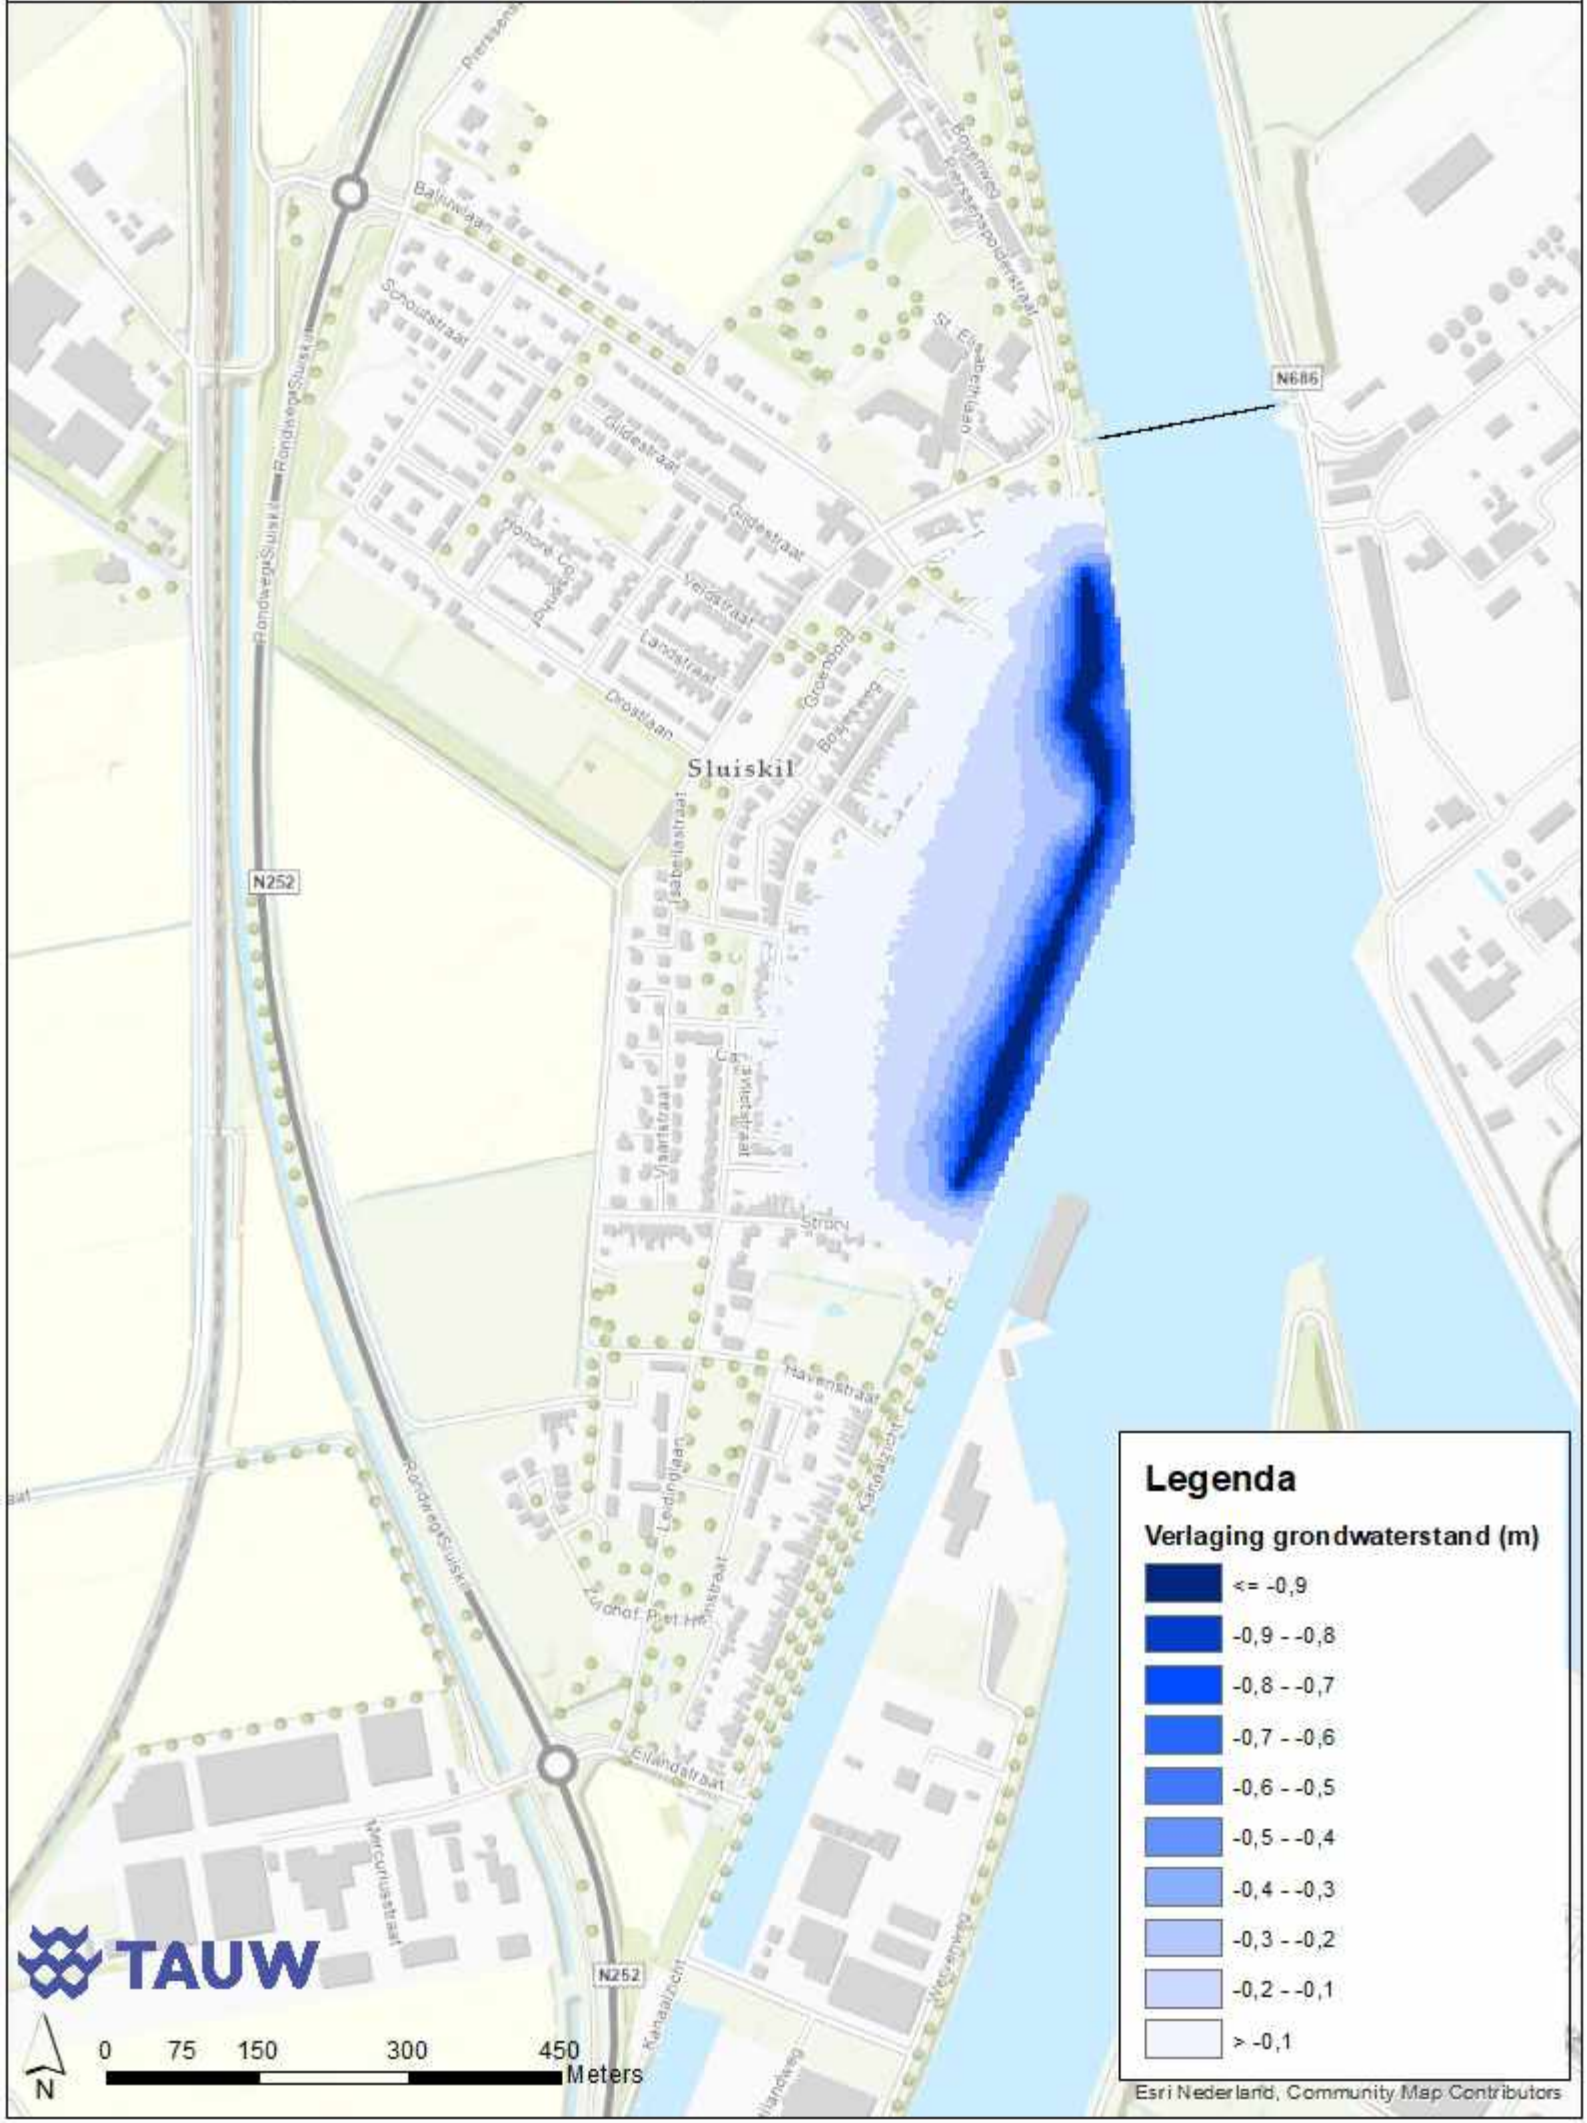 Bovenweg
Pierssenspolderstraat
Baljuwlaan
Schoutstraat
St. Elisabethlaan
N686
Rondweg Sluiskil
Gildestraat
Gildestraat
Rondweg Sluiskil
Veldstraat
Landstraat
Groenoord
Drostlaan
Bovenweg
Sluiskil
Isabellastraat
N252
Visartstraat
Havenstraat
Kanaalzicht
Leidinglaan
Rondweg Sluiskil
Eilandstraat
Mercuriusstraat
N252
Kanaalzicht
Legenda
Verlaging grondwaterstand (m)
<= -0,9
-0,9 - -0,8
-0,8 - -0,7
-0,7 - -0,6
-0,6 - -0,5
-0,5 - -0,4
-0,4 - -0,3
-0,3 - -0,2
-0,2 - -0,1
> -0,1
TAUW
N
0 75 150 300 450
Meters
Esri Nederland, Community Map Contributors